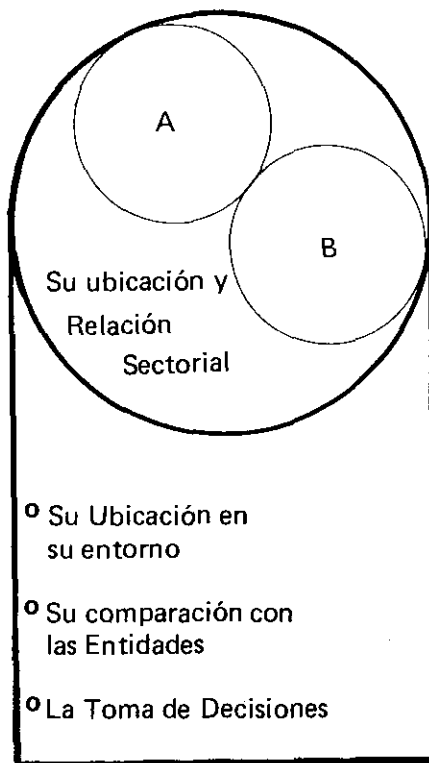 A
B
Su ubicación y
Relación
Sectorial
o Su Ubicación en
su entorno
o Su comparación con
las Entidades
o La Toma de Decisiones